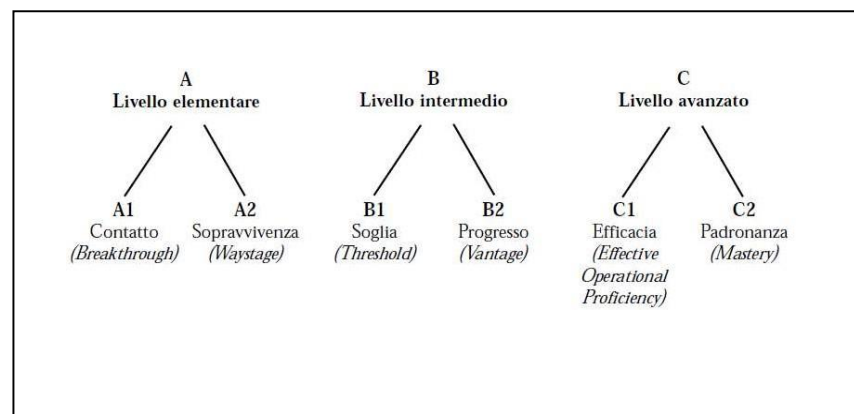 A
Livello elementare
B
Livello intermedio
C
Livello avanzato
A1
Contatto
(Breakthrough)
A2
Sopravvivenza
(Waystage)
B1
Soglia
(Threshold)
B2
Progresso
(Vantage)
C1
Efficacia
(Effective
Operational
Proficiency)
C2
Padronanza
(Mastery)